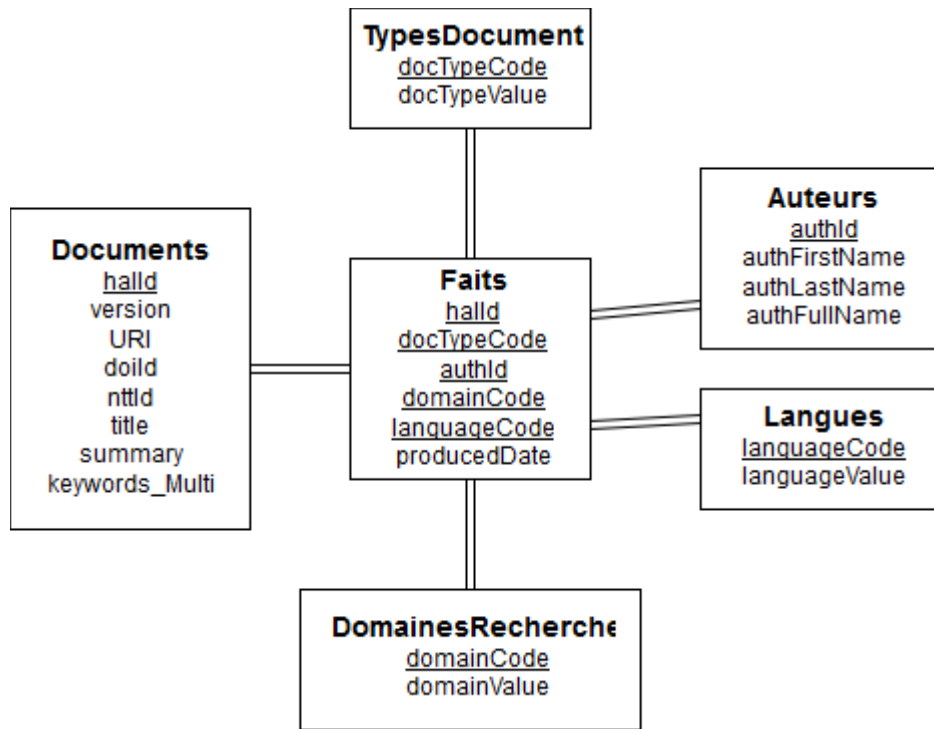 TypesDocument
docTypeCode
docTypeValue
Documents
halId
version
URI
doiId
nttId
title
summary
keywords_Multi
Faits
halId
docTypeCode
authId
domainCode
languageCode
producedDate
Auteurs
authId
authFirstName
authLastName
authFullName
Langues
languageCode
languageValue
DomainesRecherche
domainCode
domainValue